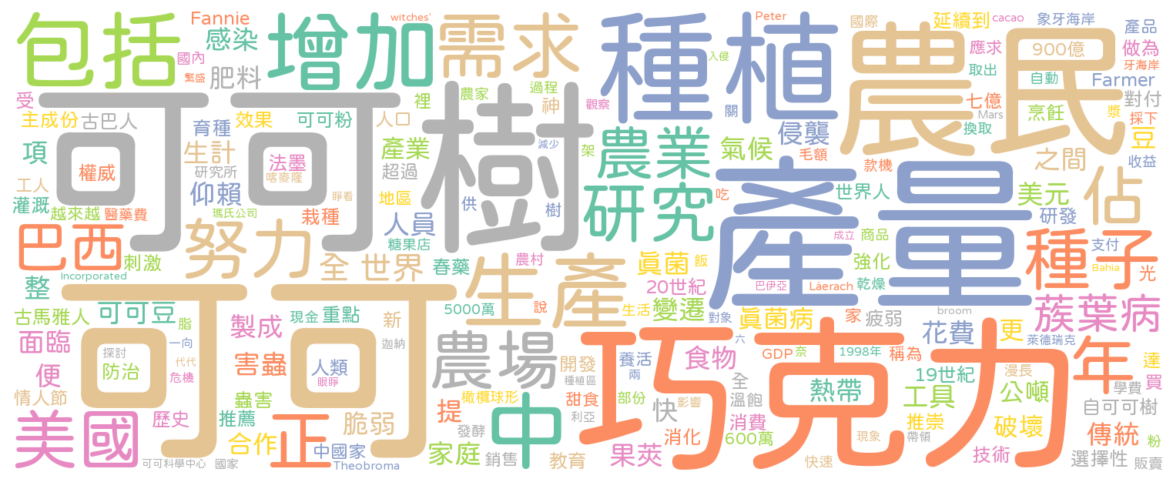 包括
增加
需求
Fannie
感染
witches'
種植
Peter
國際
延續到
cacao
象牙海岸
產品
農民
應求
900億
做為
牙海岸
取出
自動
Farmer
七億
烹飪
對付
Mars
漿
採下
換取
國內
繁盛
肥料
農家
過程
入侵
可可
受
裡
神
觀察
主成份
古巴人
育種
效果
可可粉
人口
樹
架
減少
農業
關
侵襲
毛額
氣候
豆
收益
之間
項
權威
生計
法墨
產業
研究所
喀麥薩
超過
研究
款機
世界人
美元
佔
工人
仰賴
睜看
地區
供
樹
吃
產量
研發
灌溉
越來越
醫藥費
瑪氏公司
栽種
人員
糖果店
成立
商品
支付
種子
巴西
刺激
努力
全
世界
春藥
農村
生產
眞菌
飯
強化
Bahia
光
Incorporated
整
20世紀
巴伊亞
Láerach
乾燥
簇葉病
可可
古馬雅人
可可豆
脂
製成
現金
重點
新
5000萬
說
生活
變遷
對象
眞菌病
家
疲弱
broom
花費
更
面臨
一向
迦納
農場
六
萊德瑞克
年
探討
代代
害蟲
人類
開發
養活
食物
GDP
奈
1998年
稱為
漫長
達
便
防治
危機
眼睜
種植區
兩
全
熱帶
19世紀
公噸
學費
買
情人節
蟲害
橄欖球形
甜食
部份
溫飽
工具
自可可樹
美國
歷史
推薦
正
脆弱
提
中
利亞
快
影響
消費
巧克力
推崇
破壞
傳統
合作
中國家
發酵
果莢
消化
600萬
現象
帶領
技術
選擇性
粉
可可科學中心
國家
Theobroma
家庭
銷售
教育
快速
販賣